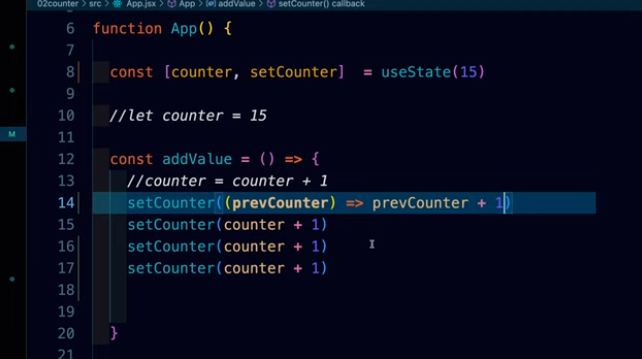 02counter > src > App.jsx > App > addValue > setCounter() callback
6 function App() {
7
8 const [counter, setCounter]  = useState(15)
9
10 //let counter = 15
11
M
12 const addValue = () => {
13 //counter = counter + 1
14 setCounter((prevCounter) => prevCounter + 1)
15 setCounter(counter + 1)
16 setCounter(counter + 1)
17 setCounter(counter + 1)
18
19
20 }
21